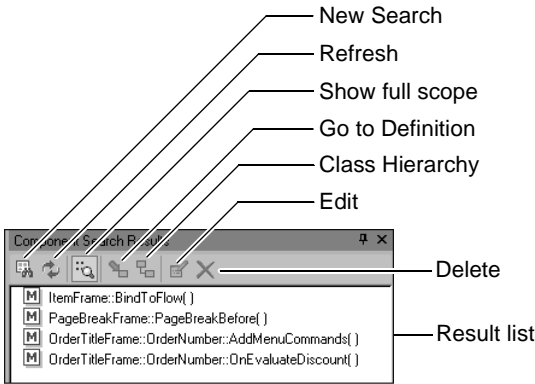 New Search
Refresh
Show full scope
Go to Definition
Class Hierarchy
Edit
Component Search Results
Delete
M ItemFrame::BindToFlow( )
M PageBreakFrame::PageBreakBefore( )
M OrderTitleFrame::OrderNumber::AddMenuCommands( )
M OrderTitleFrame::OrderNumber::OnEvaluateDiscount( )
Result list